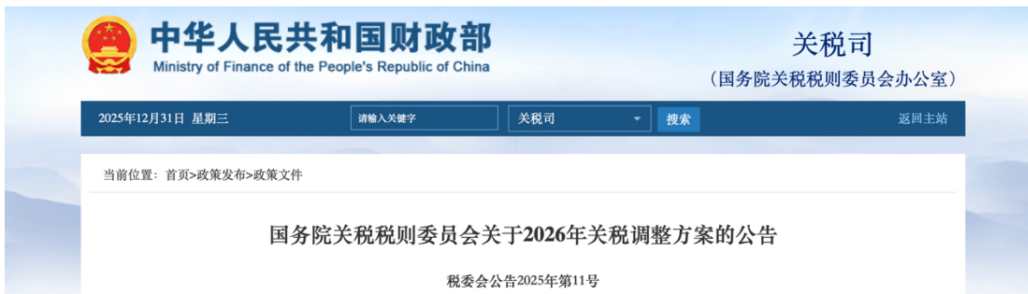 中华人民共和国财政部
Ministry of Finance of the People's Republic of China
关税司
（国务院关税税则委员会办公室）
2025年12月31日 星期三 请输入关键字 关税司 搜索 返回主站
当前位置：首页>政策发布>政策文件
国务院关税税则委员会关于2026年关税调整方案的公告
税委会公告2025年第11号